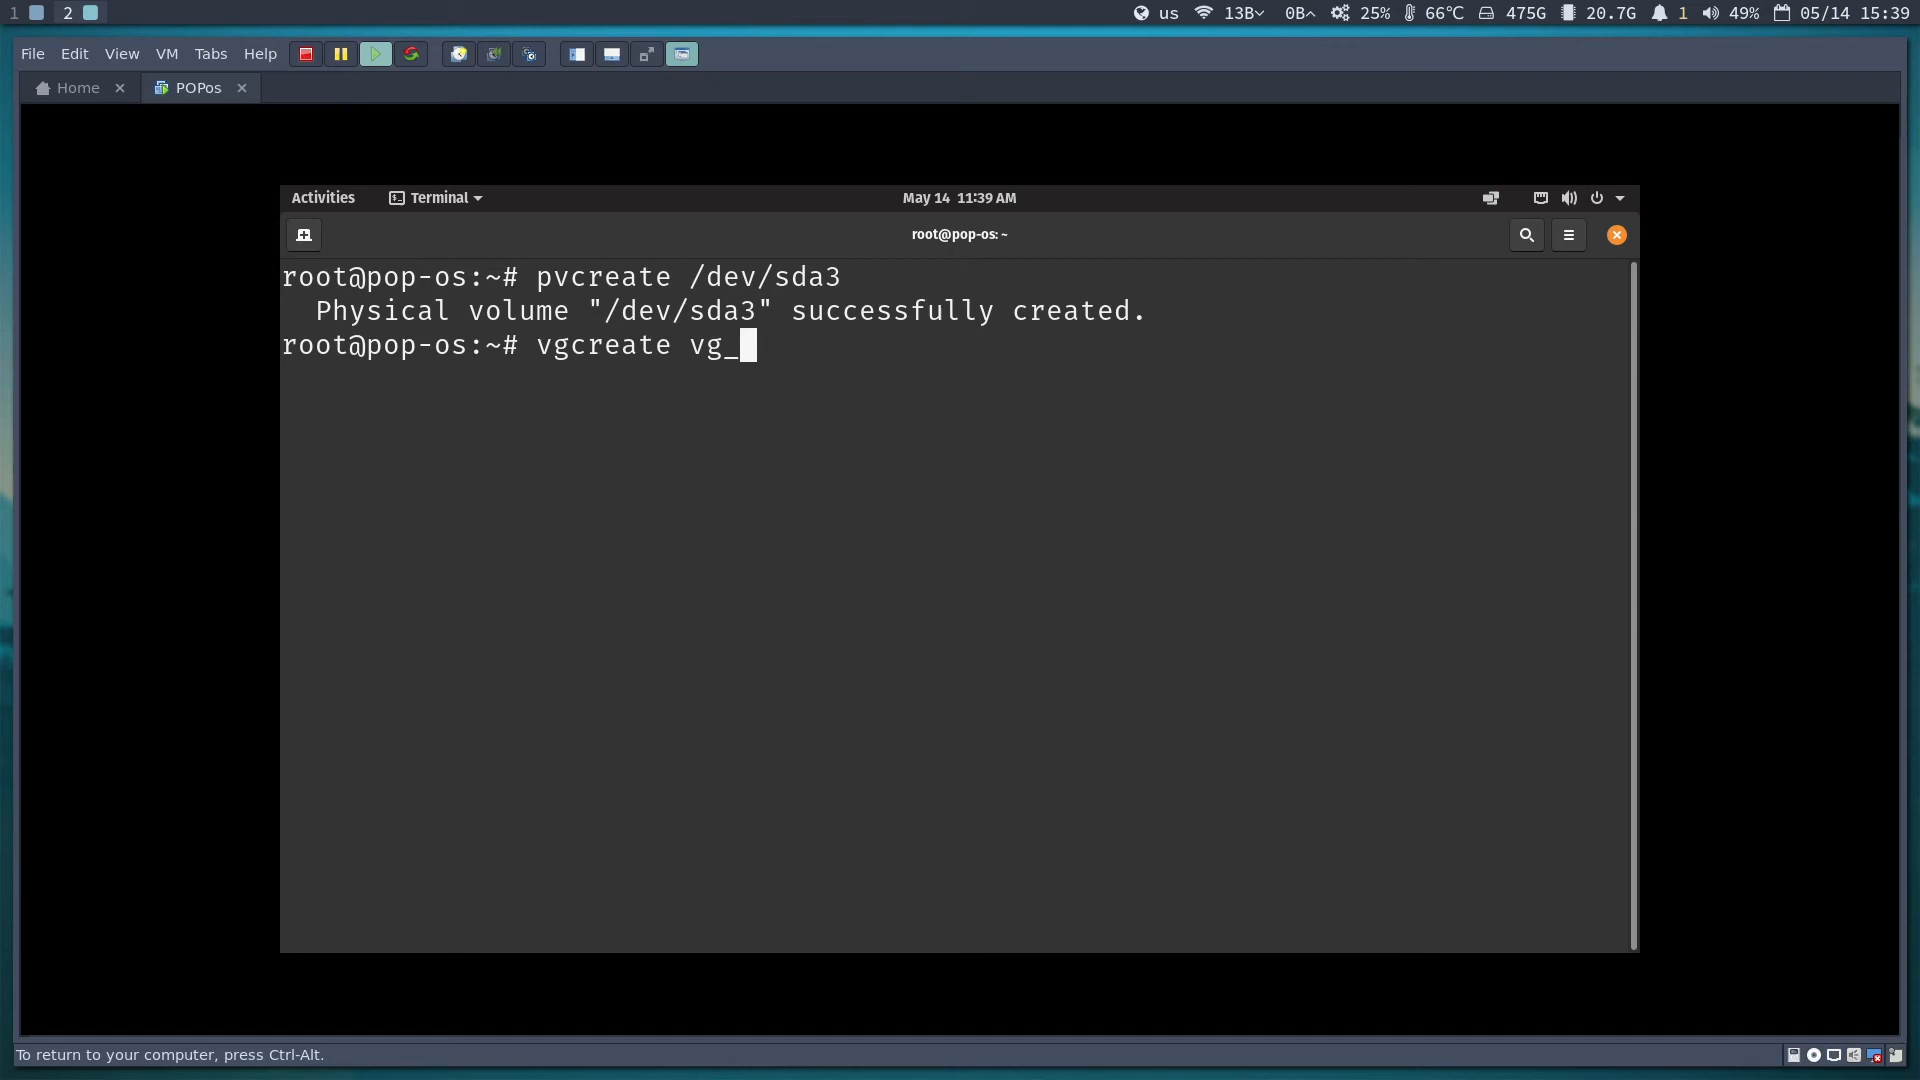 1 2 us 13B 0B 25% 66℃ 475G 20.7G 1 49% 05/14 15:39
File Edit View VM Tabs Help
Home POPos
Activities Terminal May 14 11:39 AM
root@pop-os: ~
root@pop-os:~# pvcreate /dev/sda3
Physical volume "/dev/sda3" successfully created.
root@pop-os:~# vgcreate vg_
To return to your computer, press Ctrl-Alt.